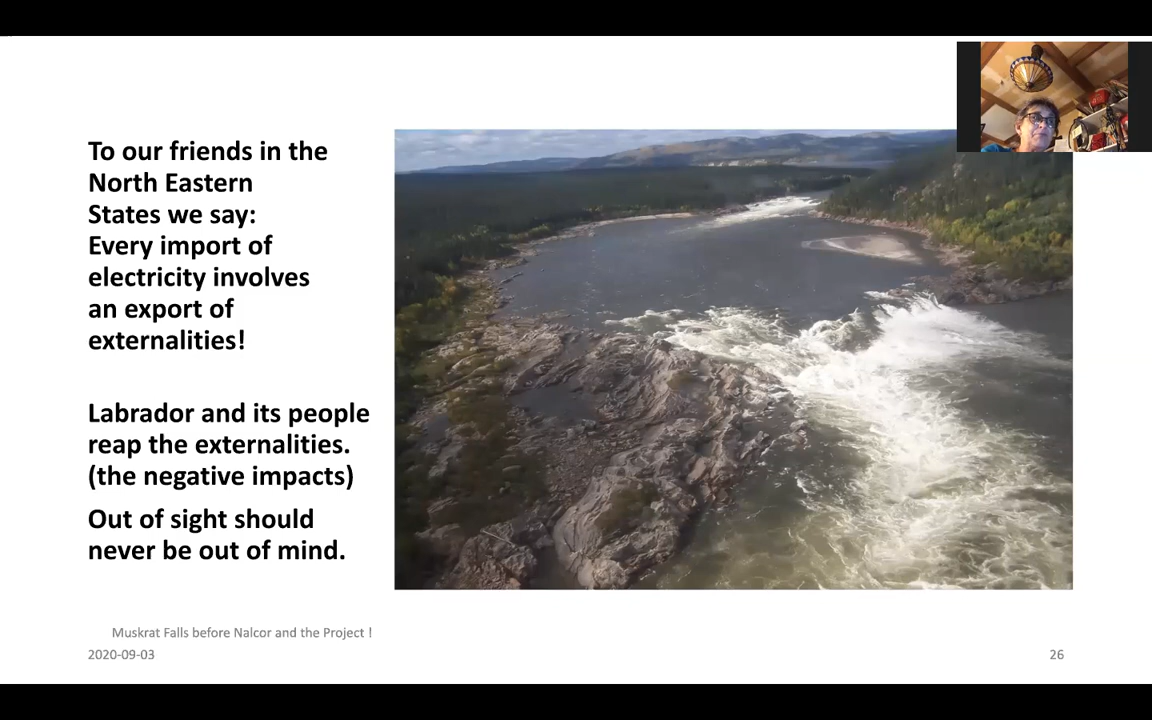 To our friends in the
North Eastern
States we say:
Every import of
electricity involves
an export of
externalities!
Labrador and its people
reap the externalities.
(the negative impacts)
Out of sight should
never be out of mind.
Muskrat Falls before Nalcor and the Project !
2020-09-03
26